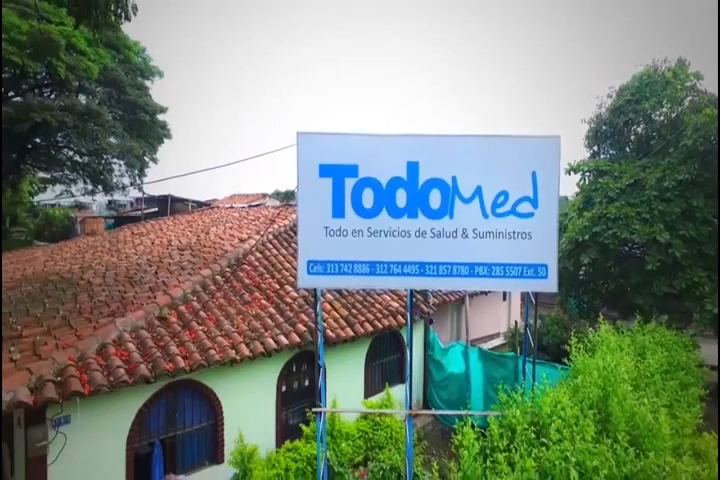 TodoMed
Todo en Servicios de Salud & Suministros
Cels: 313 742 8886 - 312 764 4495 - 321 857 8780 - PBX: 285 5507 Ext. 50